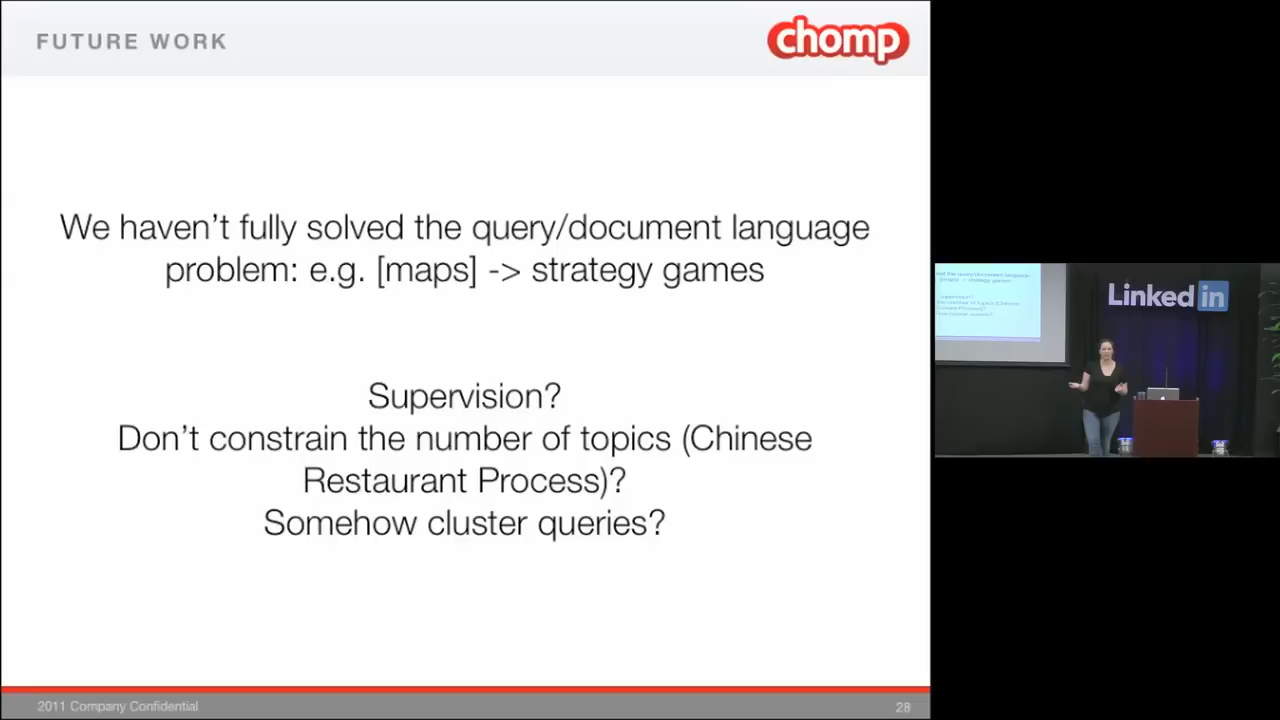 FUTURE WORK
chomp
We haven't fully solved the query/document language
problem: e.g. [maps] -> strategy games
Supervision?
Don't constrain the number of topics (Chinese
Restaurant Process)?
Somehow cluster queries?
2011 Company Confidential
28
Linked in